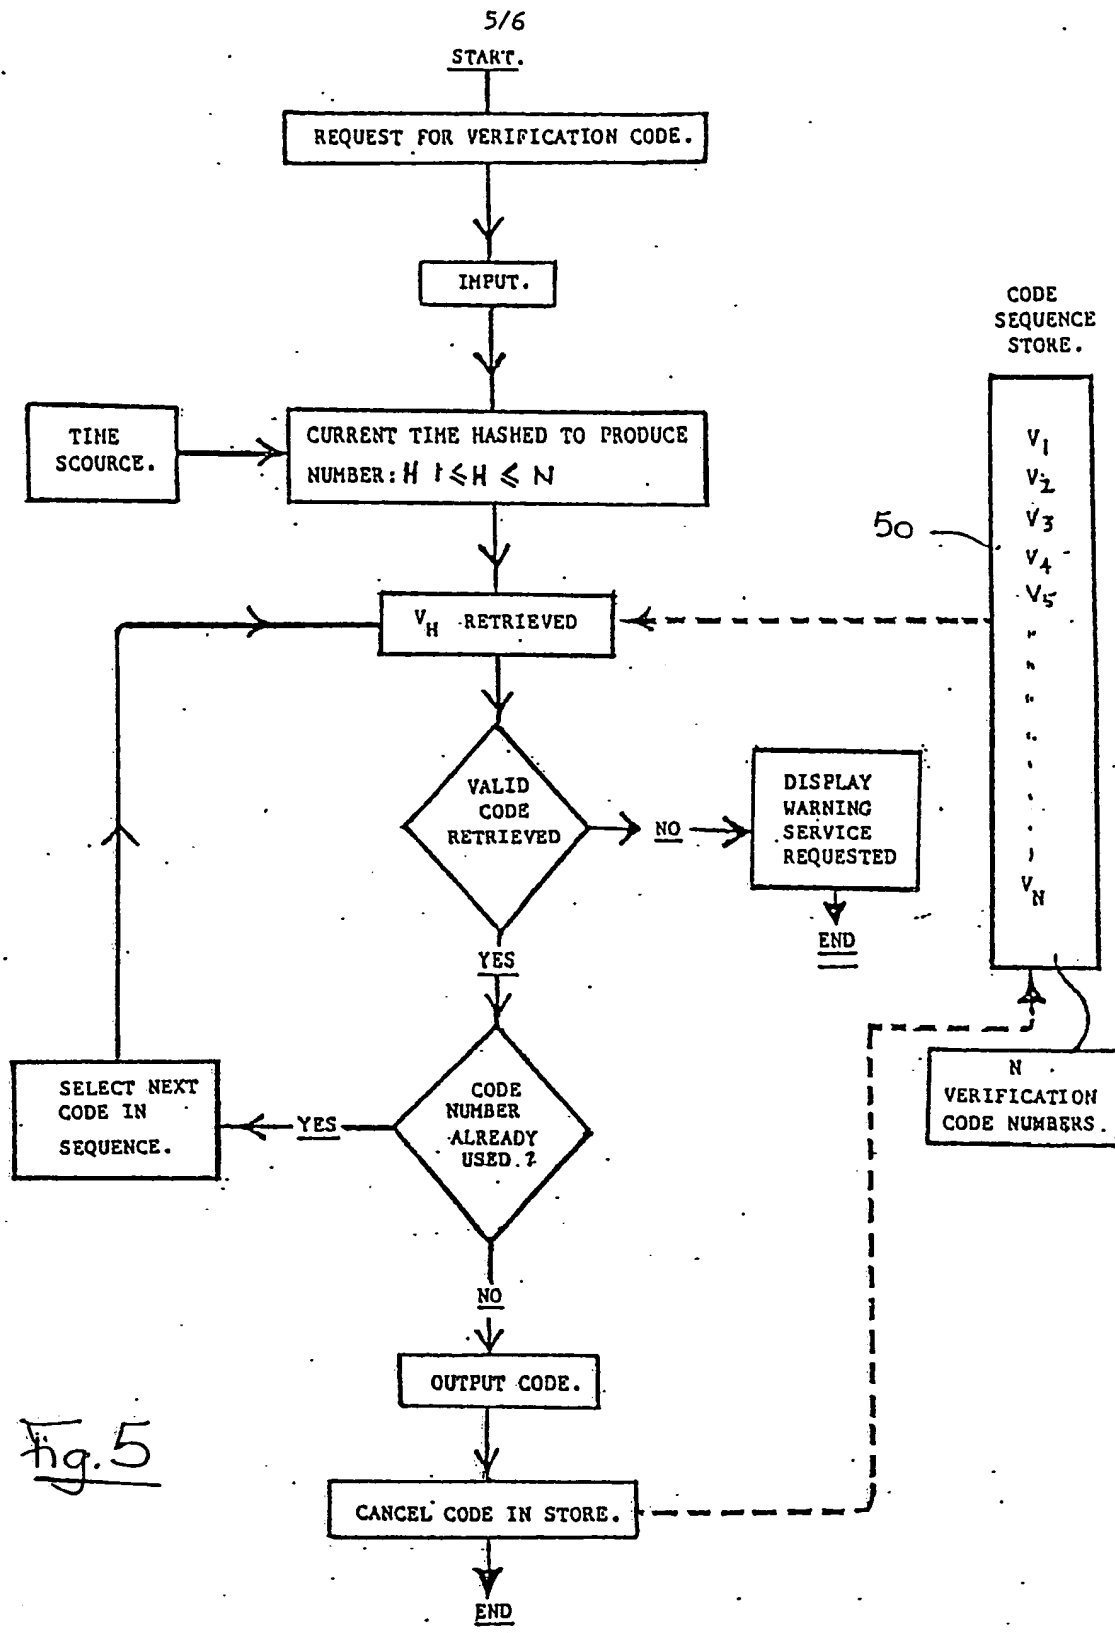 5/6
START.
REQUEST FOR VERIFICATION CODE.
IMPUT.
CODE
SEQUENCE
STORE.
TIME
SCOURCE.
CURRENT TIME HASHED TO PRODUCE
NUMBER: H 1 ≤ H ≤ N
50
V1
V2
V3
V4
V5
VN
VH RETRIEVED
VALID
CODE
RETRIEVED
NO
DISPLAY
WARNING
SERVICE
REQUESTED
END
YES
SELECT NEXT
CODE IN
SEQUENCE.
YES
CODE
NUMBER
ALREADY
USED.?
N
VERIFICATION
CODE NUMBERS.
NO
OUTPUT CODE.
CANCEL CODE IN STORE.
END
Fig. 5